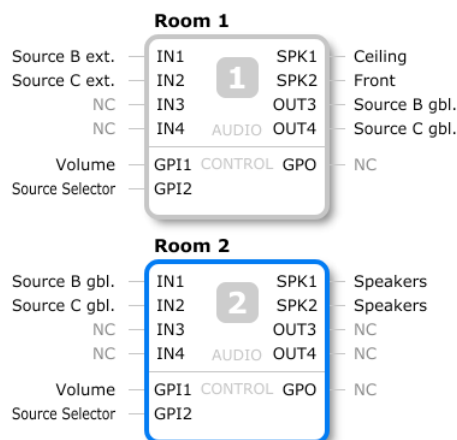 Room 1
Source B ext. IN1 1 SPK1 Ceiling
Source C ext. IN2 SPK2 Front
NC IN3 OUT3 Source B gbl.
NC IN4 AUDIO OUT4 Source C gbl.
Volume GPI1 CONTROL GPO NC
Source Selector GPI2
Room 2
Source B gbl. IN1 2 SPK1 Speakers
Source C gbl. IN2 SPK2 Speakers
NC IN3 OUT3 NC
NC IN4 AUDIO OUT4 NC
Volume GPI1 CONTROL GPO NC
Source Selector GPI2